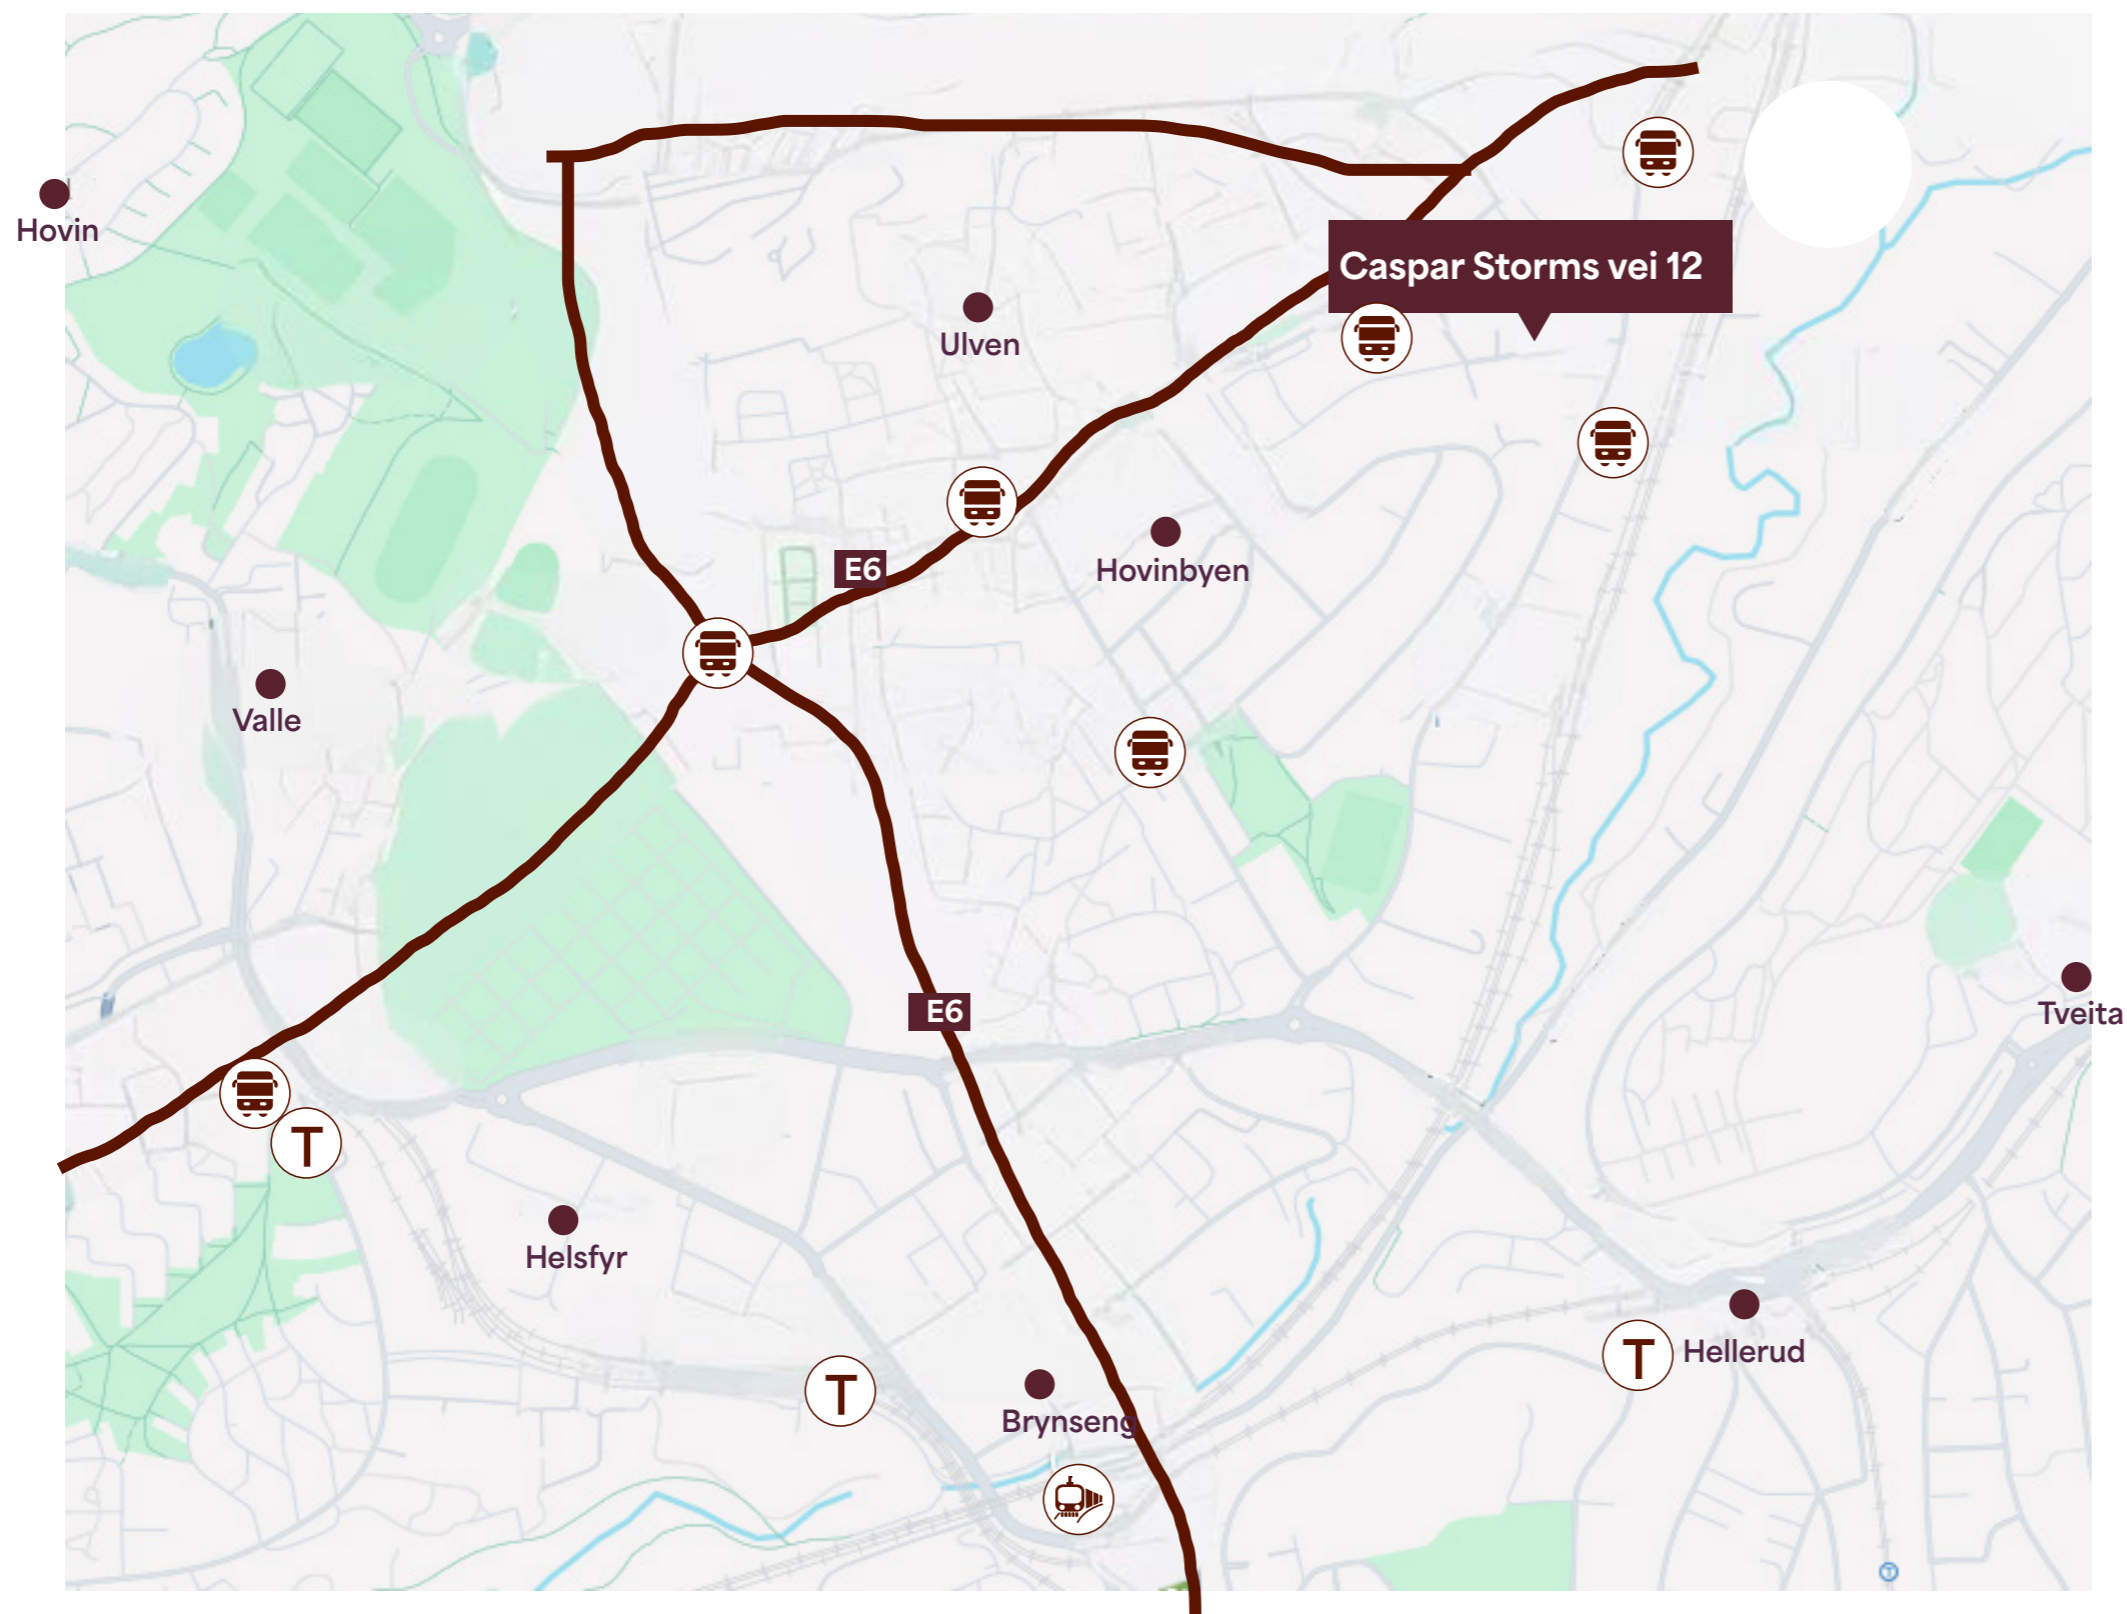 Hovin
Caspar Storms vei 12
Ulven
E6
Hovinbyen
Valle
E6
Tveita
T
Helsfyr
T
T
Hellerud
Brynseng
T